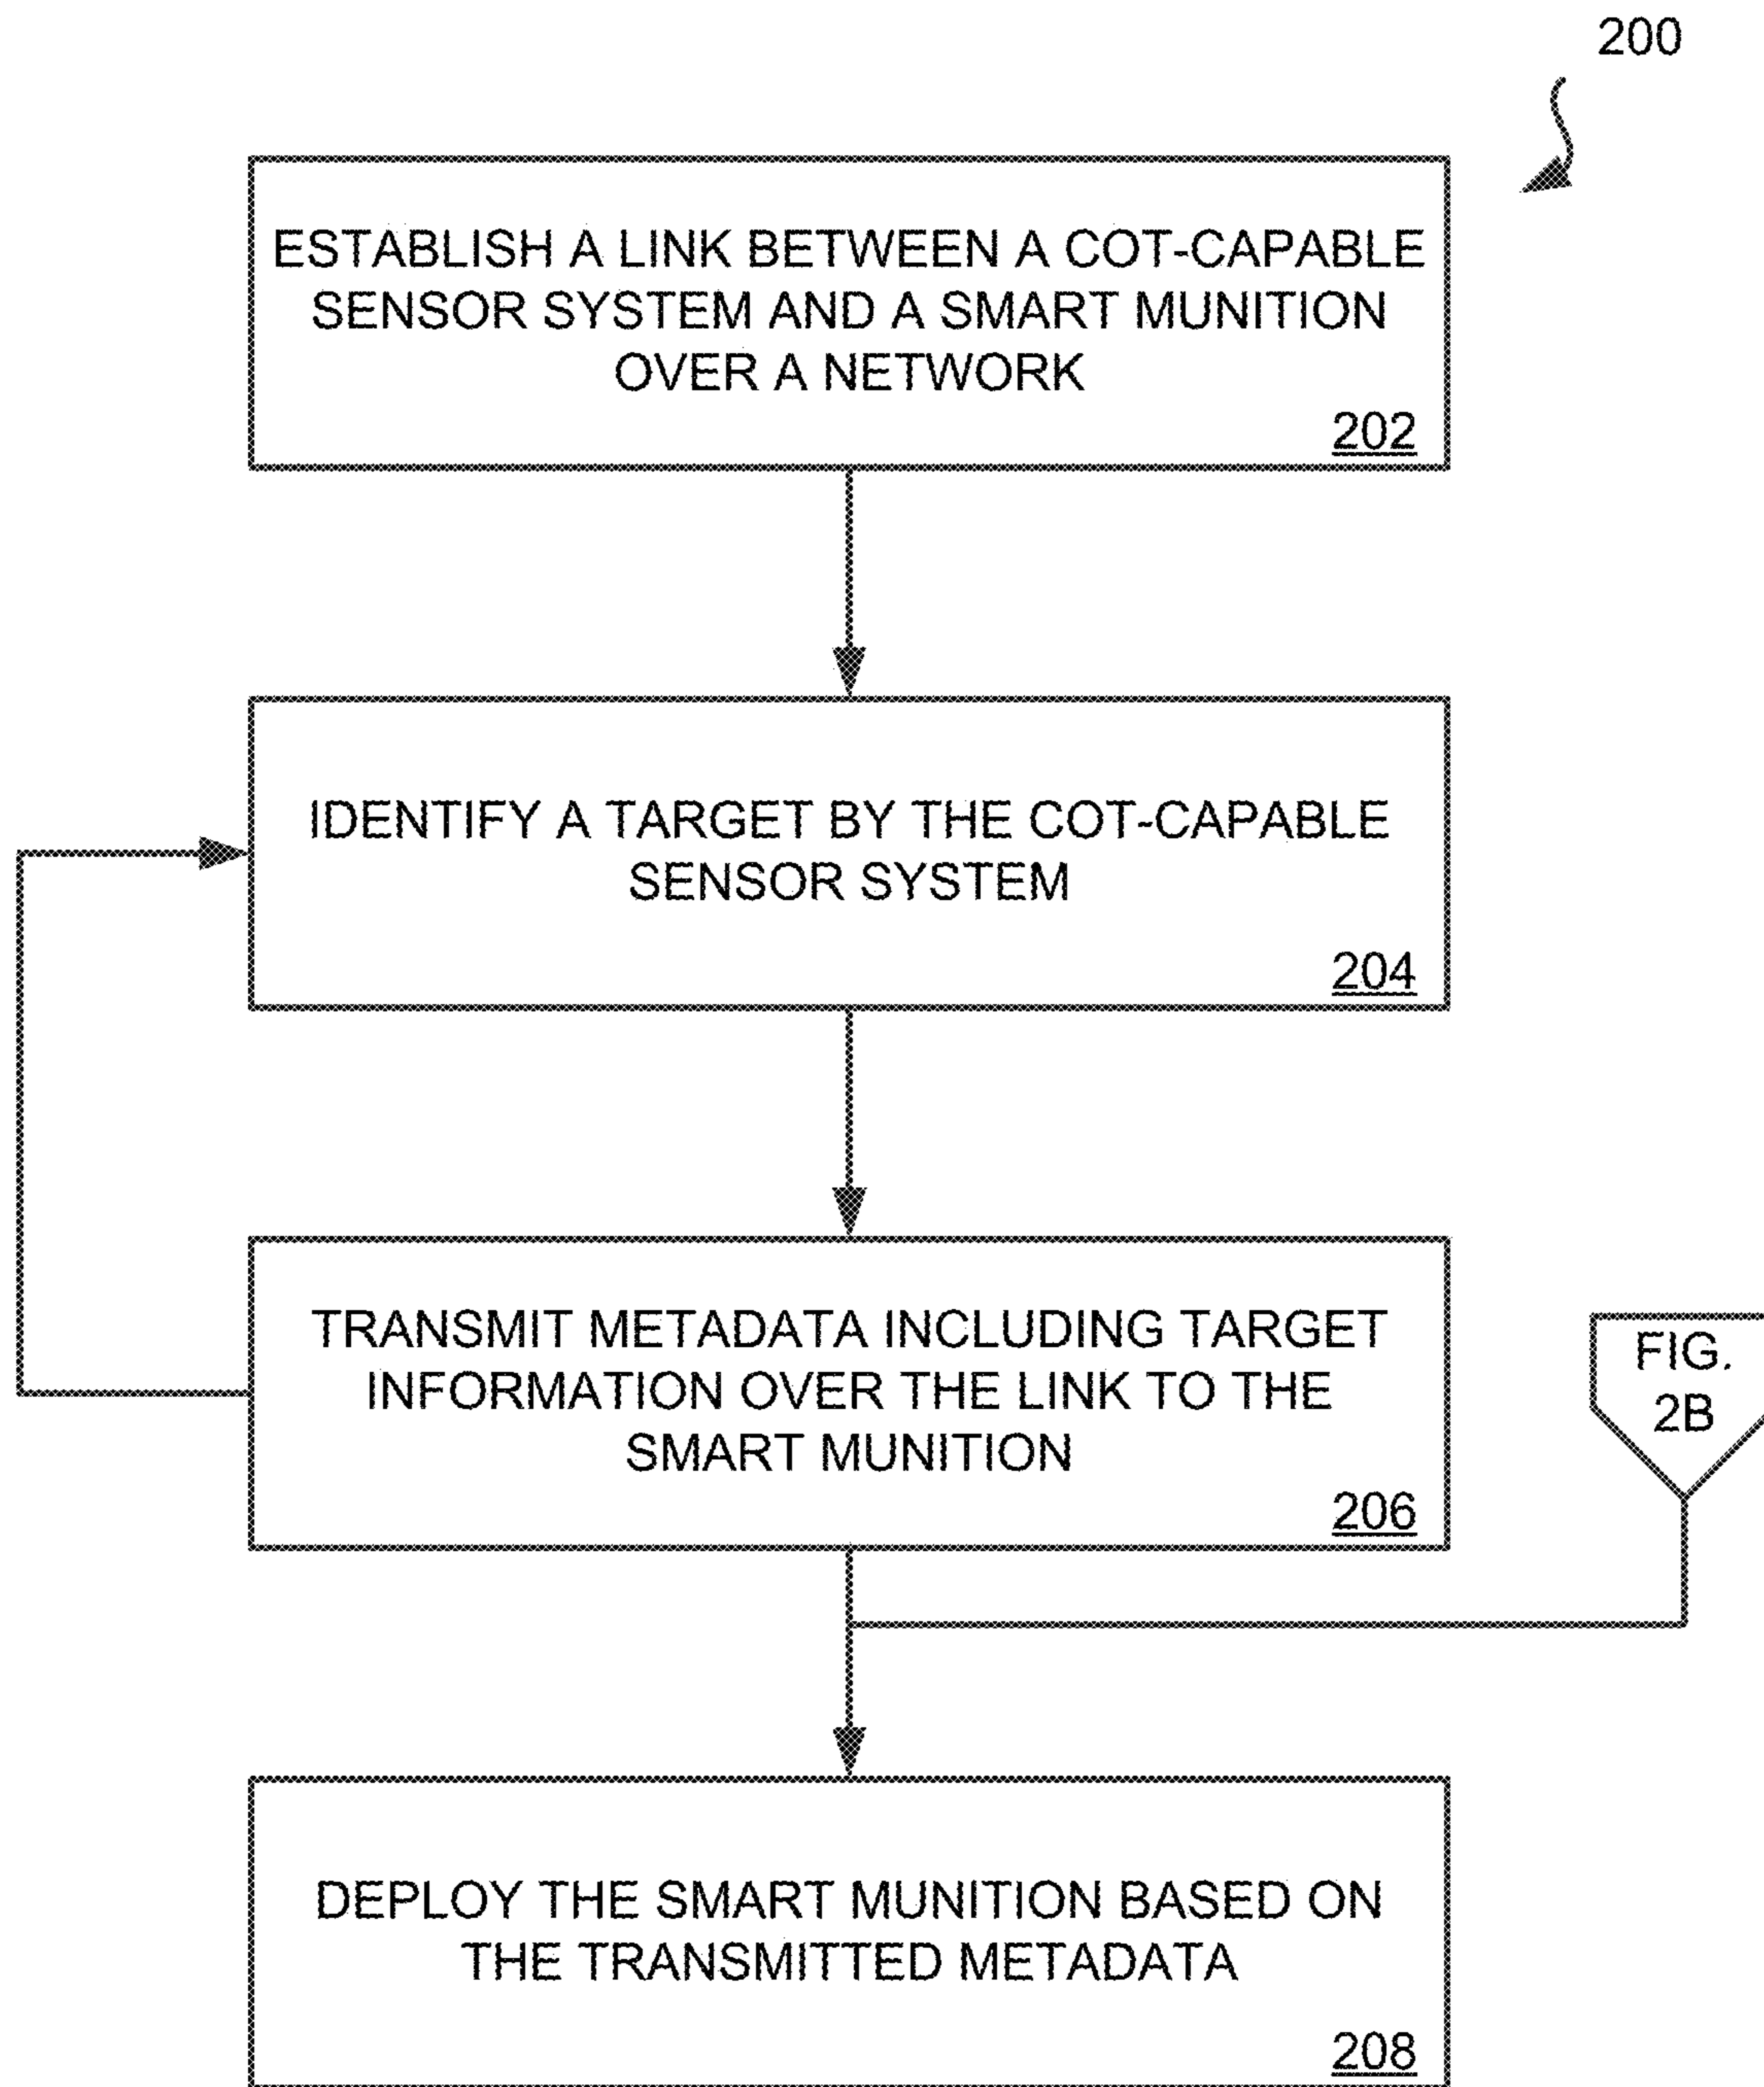 200
ESTABLISH A LINK BETWEEN A COT-CAPABLE
SENSOR SYSTEM AND A SMART MUNITION
OVER A NETWORK
202
IDENTIFY A TARGET BY THE COT-CAPABLE
SENSOR SYSTEM
204
TRANSMIT METADATA INCLUDING TARGET
INFORMATION OVER THE LINK TO THE
SMART MUNITION
206
FIG.
2B
DEPLOY THE SMART MUNITION BASED ON
THE TRANSMITTED METADATA
208